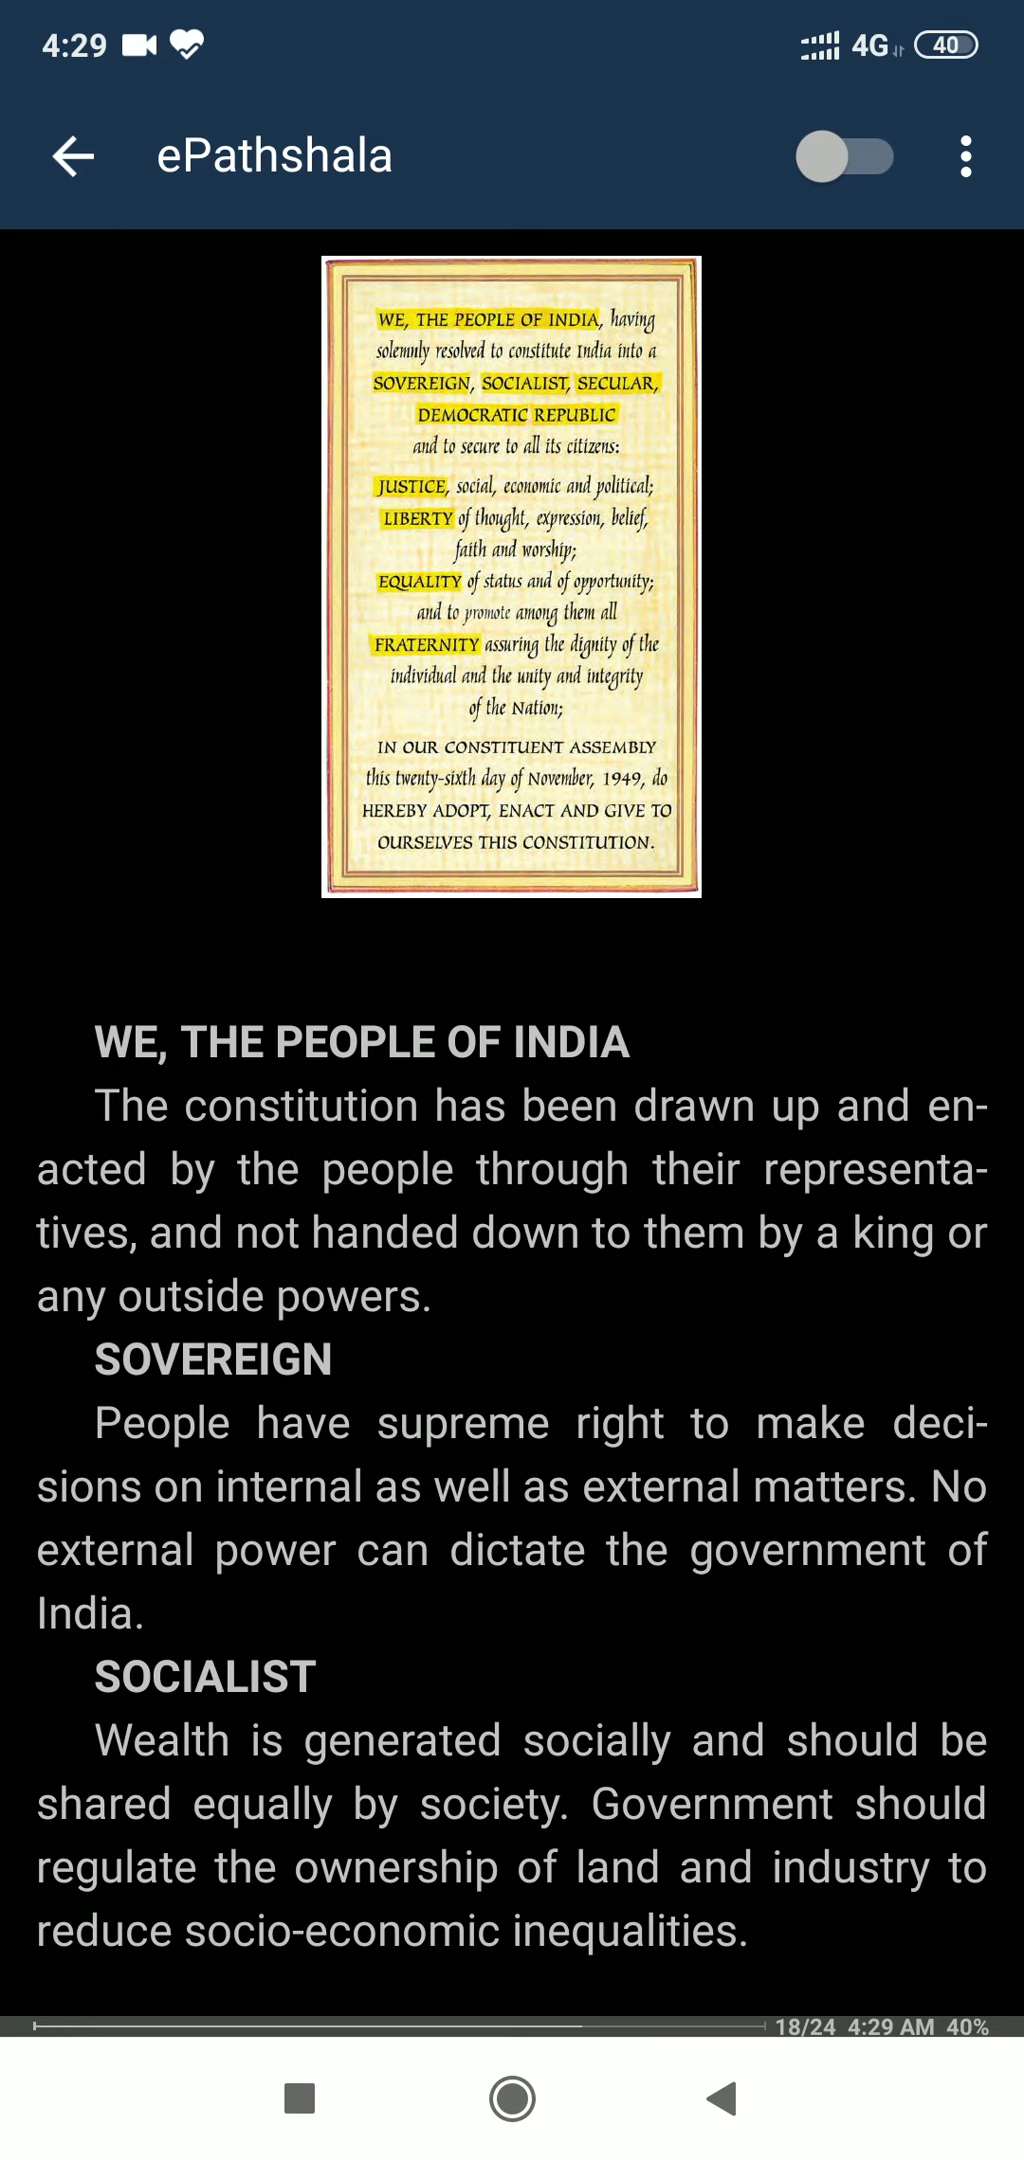 4:29 4G 40
ePathshala
WE, THE PEOPLE OF INDIA, having
solemnly resolved to constitute India into a
SOVEREIGN, SOCIALIST, SECULAR,
DEMOCRATIC REPUBLIC
and to secure to all its citizens:
JUSTICE, social, economic and political;
LIBERTY of thought, expression, belief,
faith and worship;
EQUALITY of status and of opportunity;
and to promote among them all
FRATERNITY assuring the dignity of the
individual and the unity and integrity
of the Nation;
IN OUR CONSTITUENT ASSEMBLY
this twenty-sixth day of November, 1949, do
HEREBY ADOPT, ENACT AND GIVE TO
OURSELVES THIS CONSTITUTION.
WE, THE PEOPLE OF INDIA
The constitution has been drawn up and en-
acted by the people through their representa-
tives, and not handed down to them by a king or
any outside powers.
SOVEREIGN
People have supreme right to make deci-
sions on internal as well as external matters. No
external power can dictate the government of
India.
SOCIALIST
Wealth is generated socially and should be
shared equally by society. Government should
regulate the ownership of land and industry to
reduce socio-economic inequalities.
18/24 4:29 AM 40%